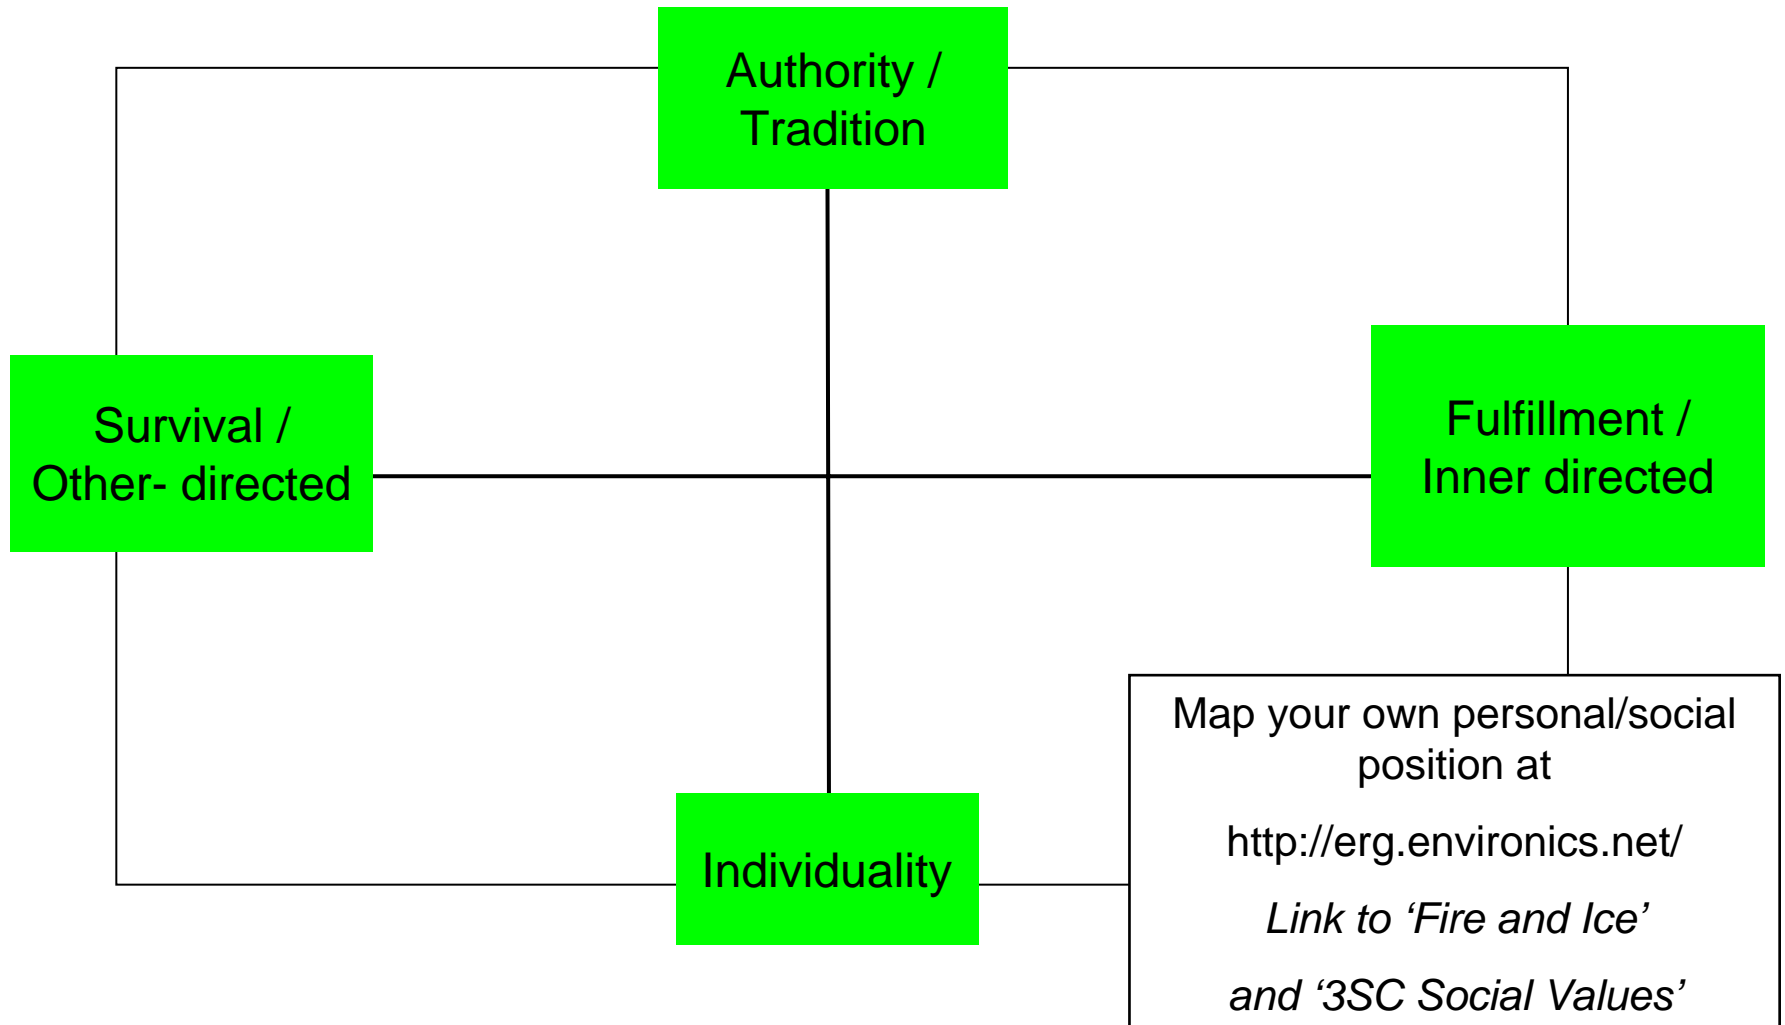 Authority /
Tradition
Survival /
Other- directed
Fulfillment /
Inner directed
Individuality
Map your own personal/social
position at
http://erg.environics.net/
Link to ‘Fire and Ice’
and ‘3SC Social Values’